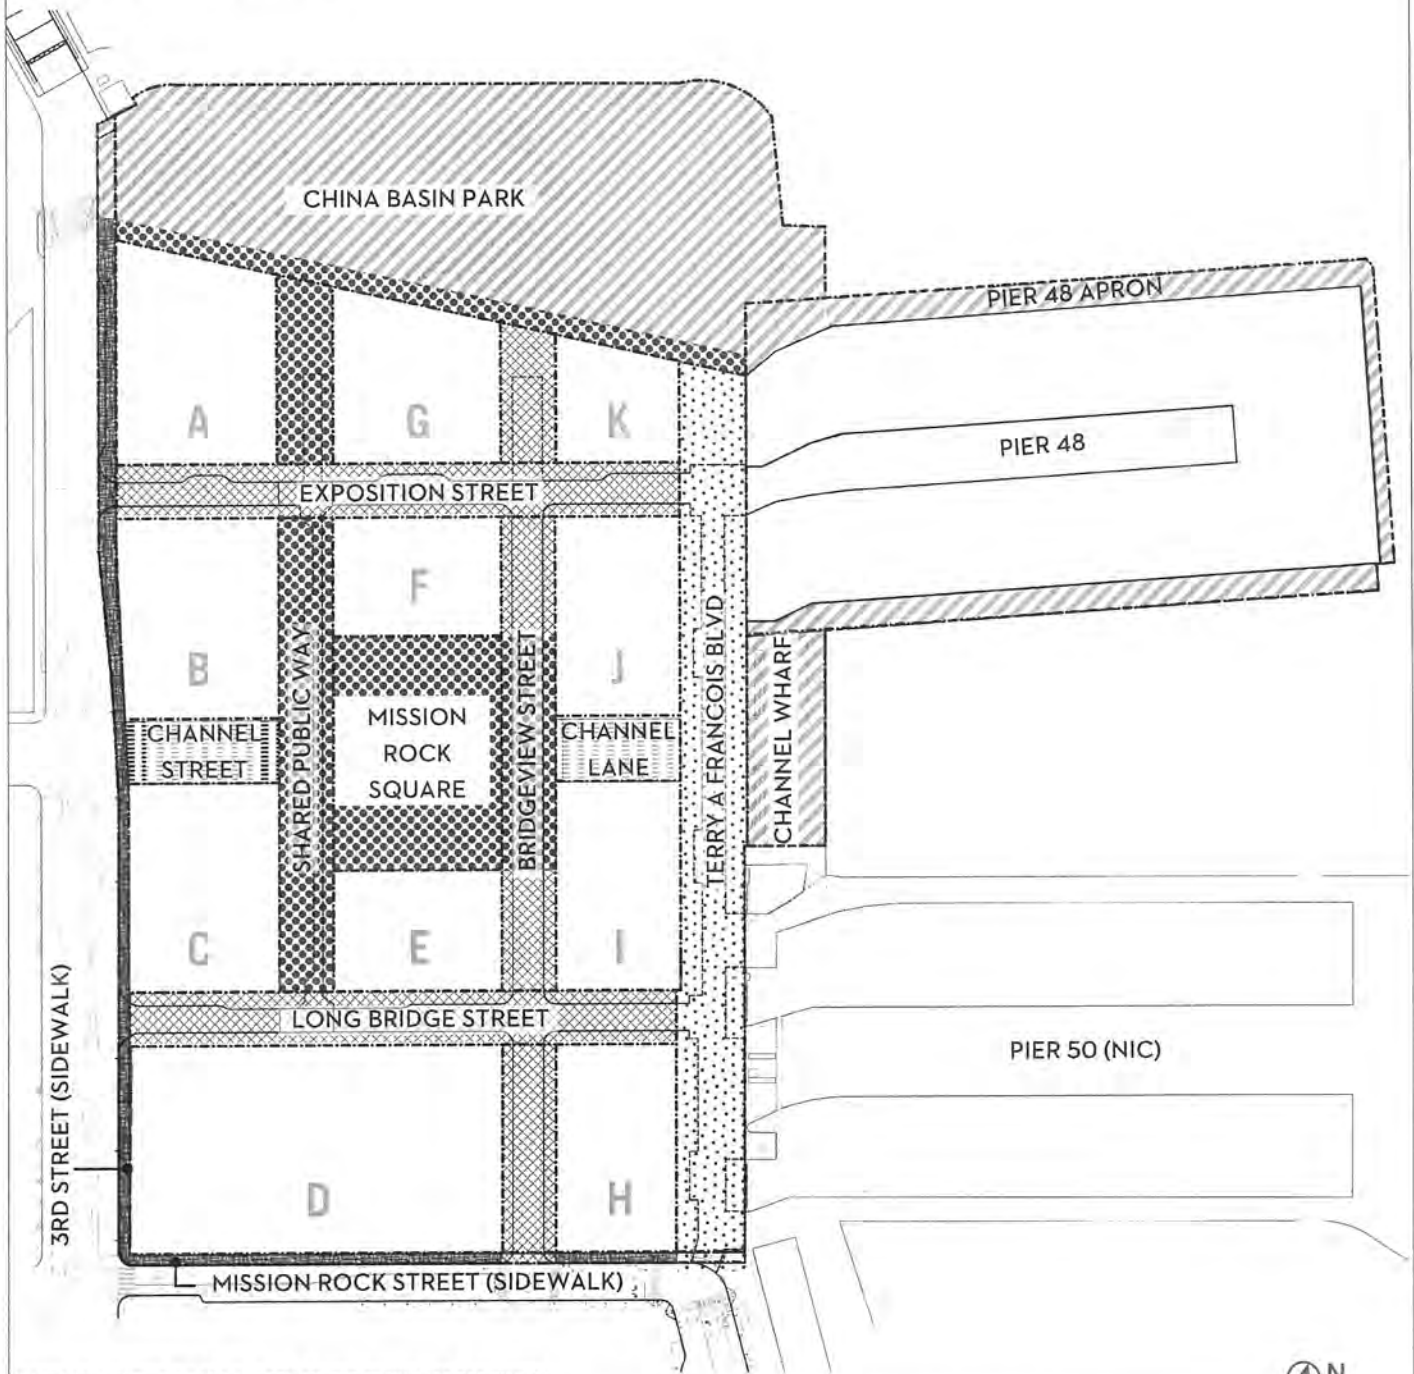 CHINA BASIN PARK
PIER 48 APRON
A
G
K
PIER 48
EXPOSITION STREET
F
B
J
SHARED PUBLIC WAY
BRIDGEVIEW STREET
TERRY A FRANCOIS BLVD
CHANNEL WHARF
MISSION
ROCK
SQUARE
CHANNEL
STREET
CHANNEL
LANE
C
E
I
3RD STREET (SIDEWALK)
LONG BRIDGE STREET
PIER 50 (NIC)
D
H
MISSION ROCK STREET (SIDEWALK)
N